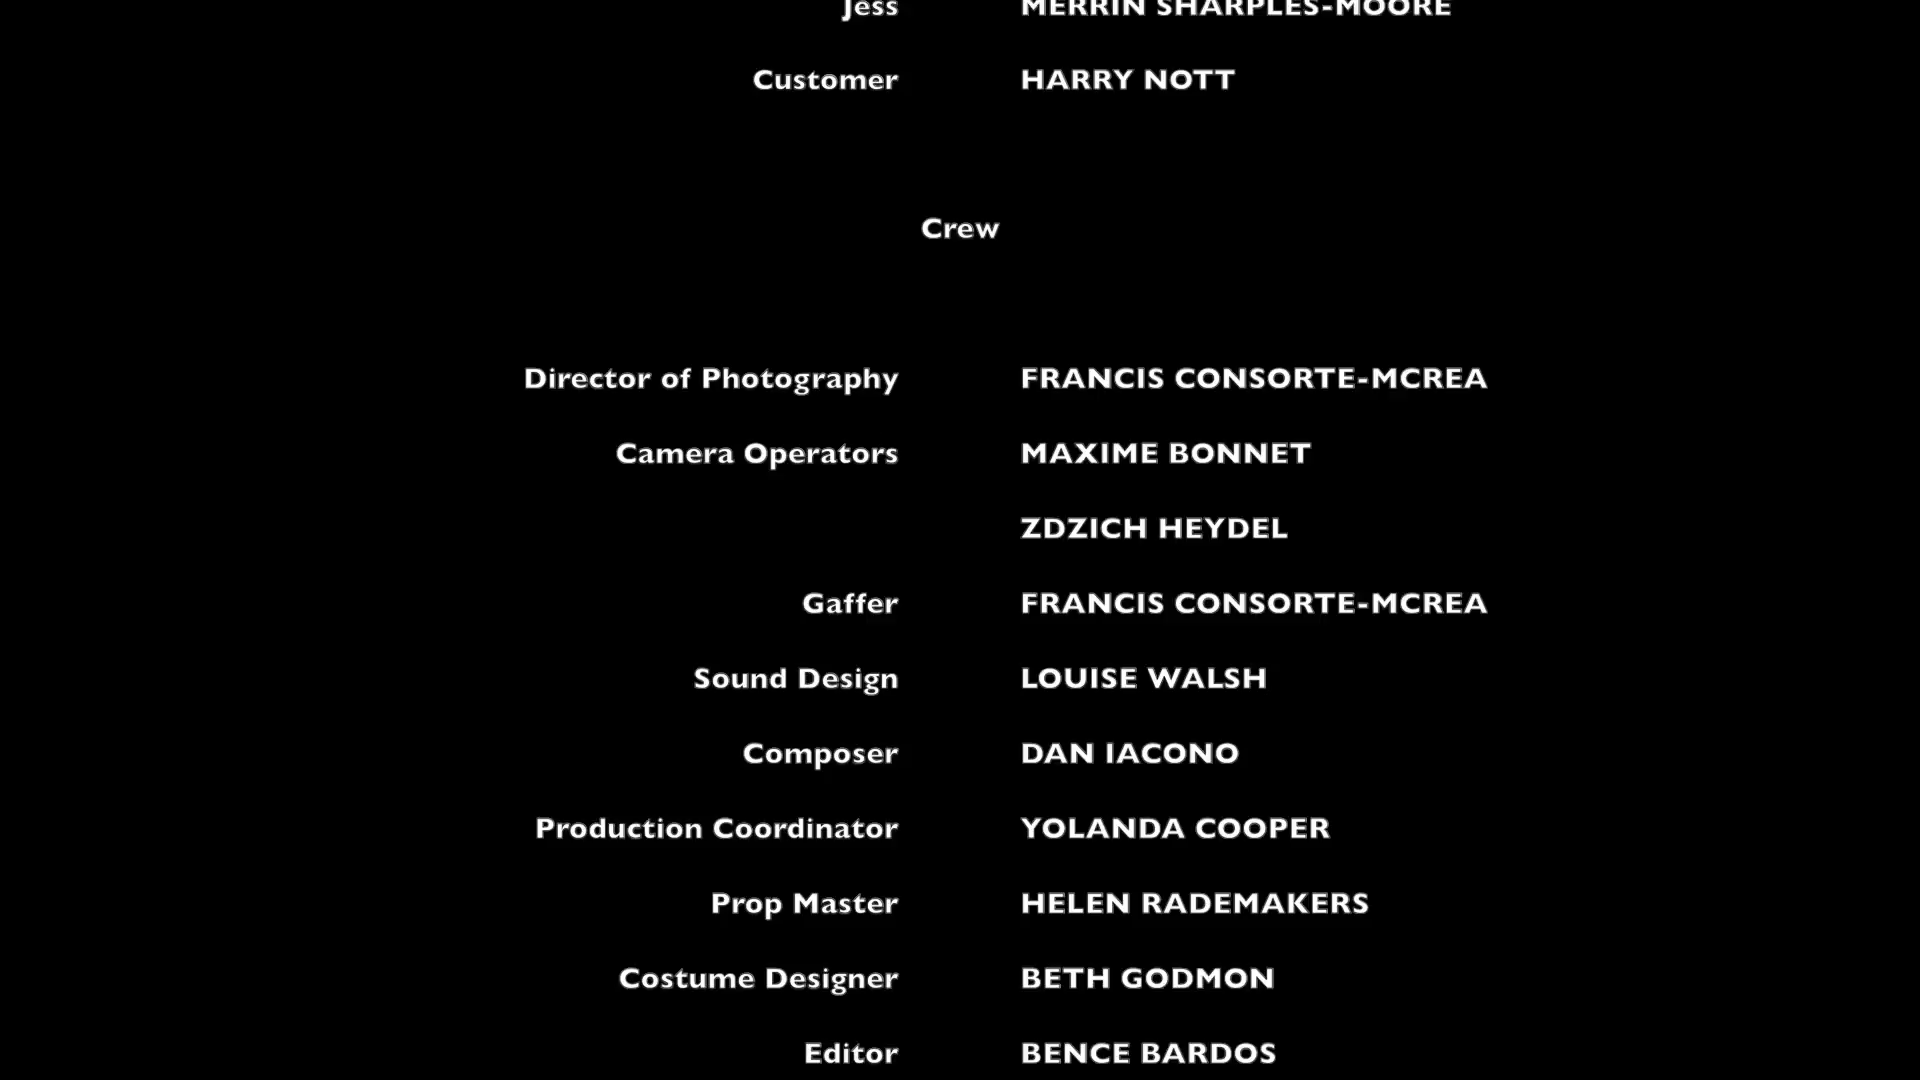 Jess MERRIN SHARPLES-MOORE
Customer HARRY NOTT
Crew
Director of Photography FRANCIS CONSORTE-MCREA
Camera Operators MAXIME BONNET
ZDZICH HEYDEL
Gaffer FRANCIS CONSORTE-MCREA
Sound Design LOUISE WALSH
Composer DAN IACONO
Production Coordinator YOLANDA COOPER
Prop Master HELEN RADEMAKERS
Costume Designer BETH GODMON
Editor BENCE BARDOS